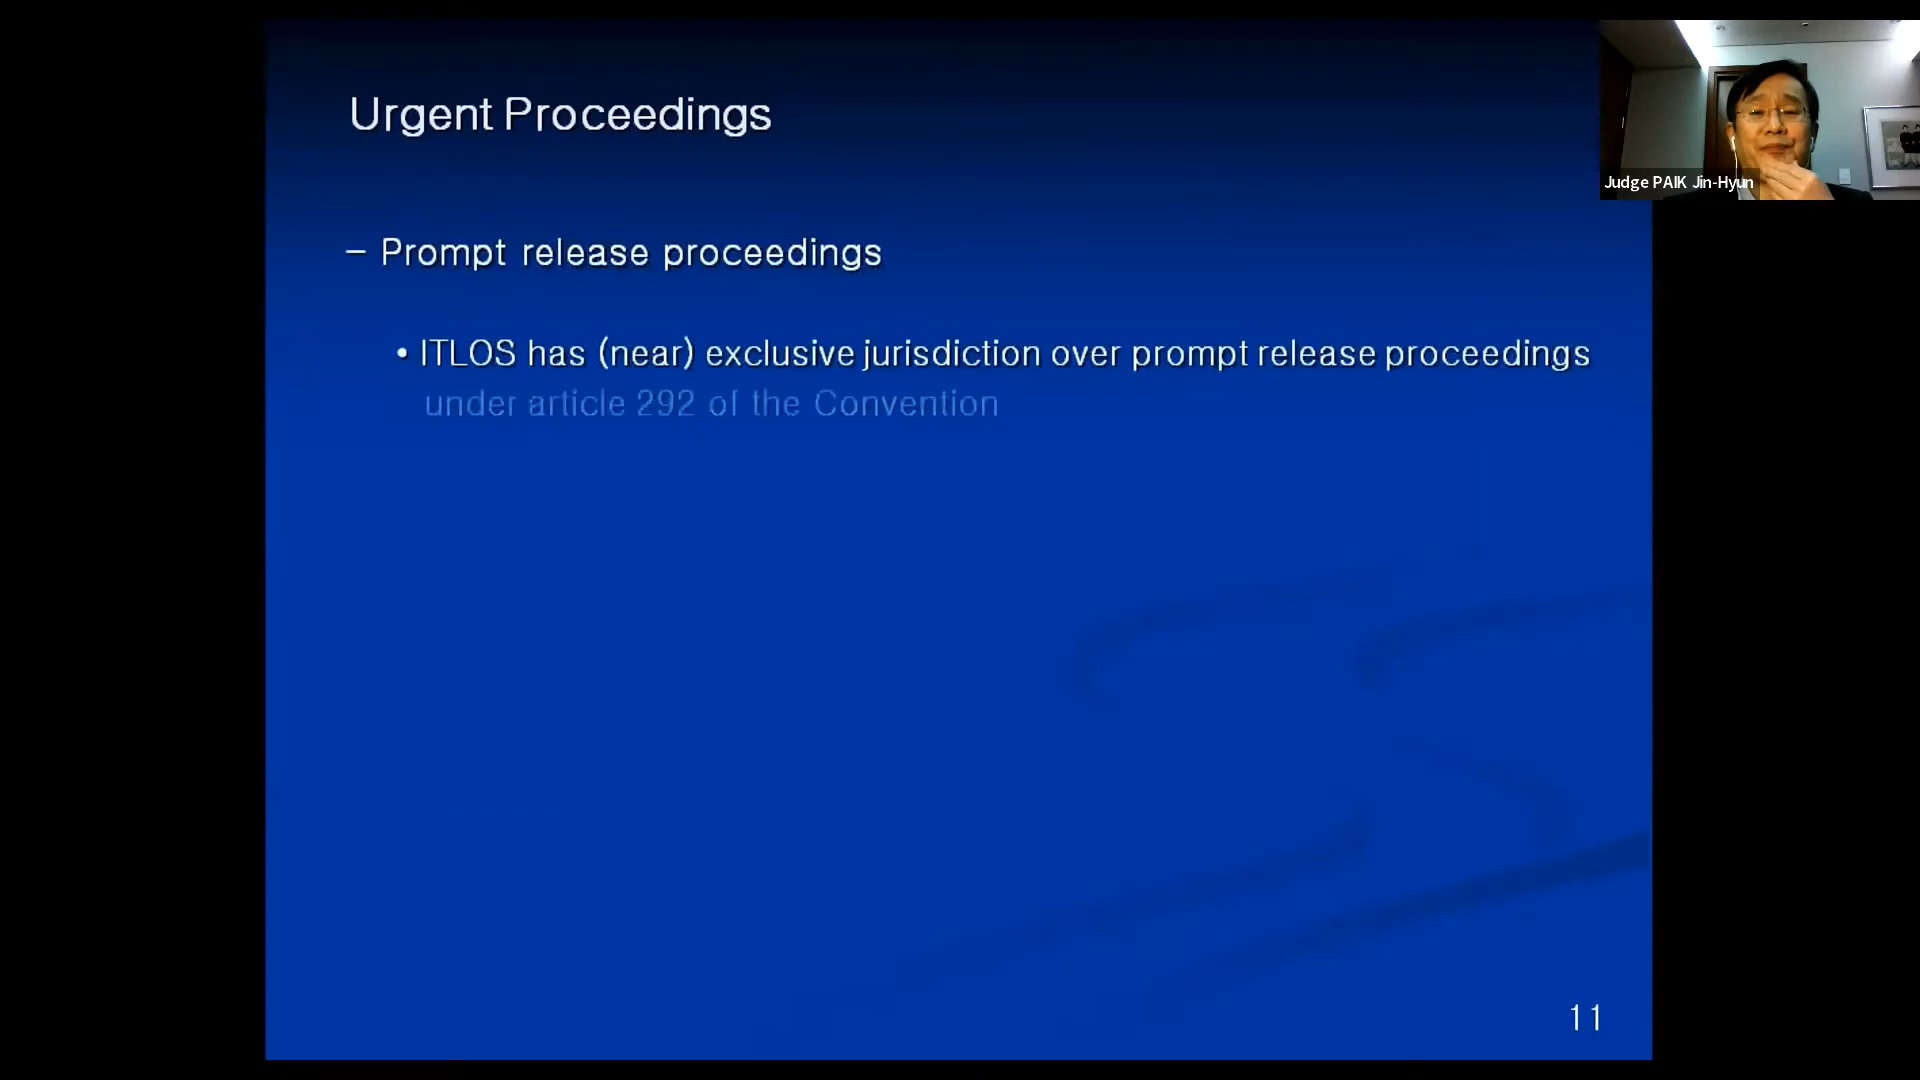 Urgent Proceedings
Judge PAIK Jin-Hyun
– Prompt release proceedings
• ITLOS has (near) exclusive jurisdiction over prompt release proceedings
under article 292 of the Convention
11